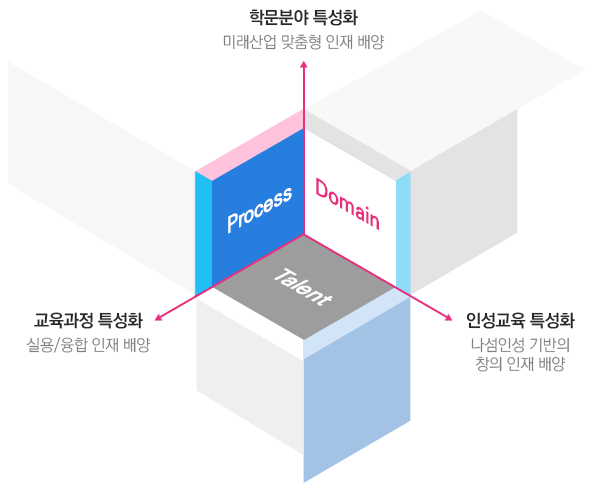 학문분야 특성화
미래산업 맞춤형 인재 배양
Process
Domain
Talent
교육과정 특성화
실용/융합 인재 배양
인성교육 특성화
나섬인성 기반의
창의 인재 배양